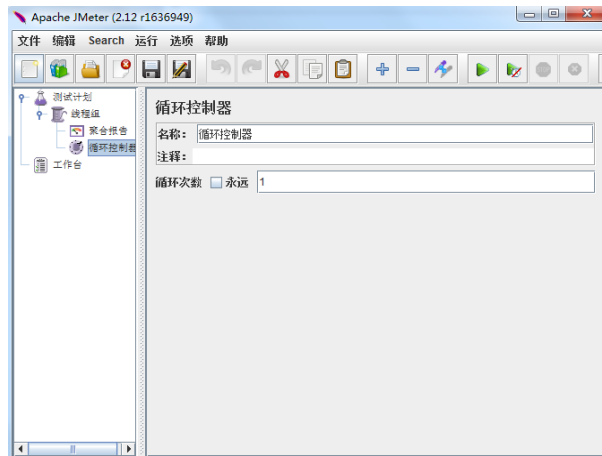 Apache JMeter (2.12 r1636949)
文件 编辑 Search 运行 选项 帮助
测试计划
线程组
聚合报告
循环控制器
工作台
循环控制器
名称: 循环控制器
注释:
循环次数 永远 1